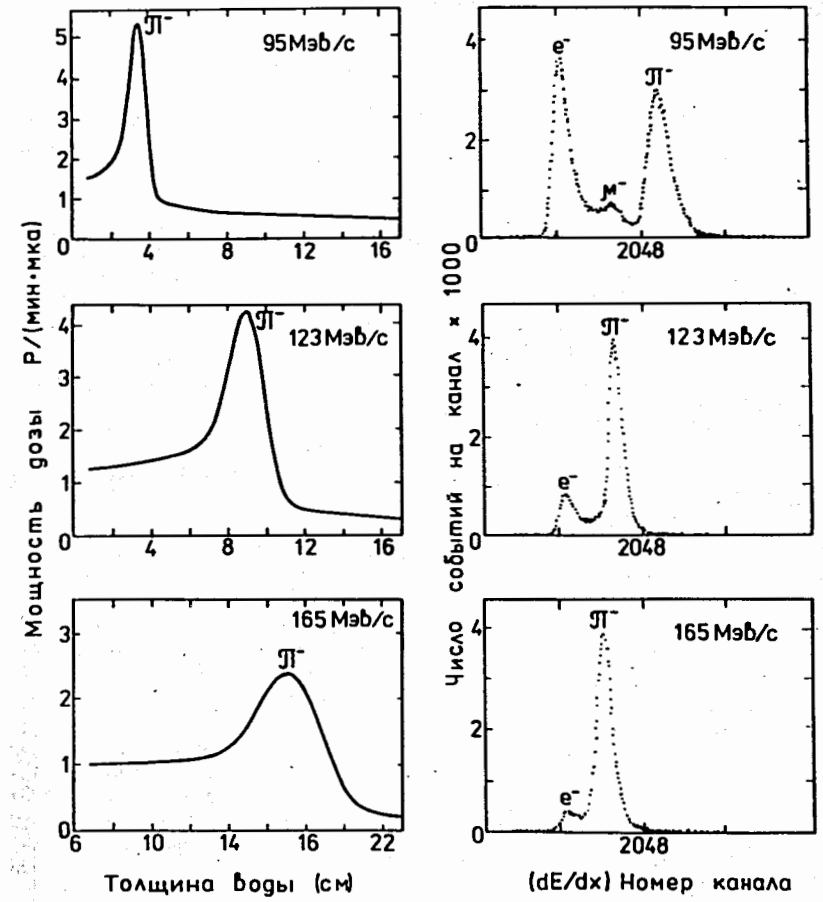 Мощность дозы Р/(мин·мка)
5
4
3
2
1
0
π⁻
95 Мэв/с
4 8 12 16
4
3
2
1
0
π⁻
123 Мэв/с
4 8 12 16
3
2
1
0
π⁻
165 Мэв/с
6 10 14 16 22
Толщина воды (см)
Число событий на канал × 1000
4
2
0
e⁻
м⁻
π⁻
95 Мэв/с
2048
4
2
0
e⁻
π⁻
123 Мэв/с
2048
4
2
0
e⁻
π⁻
165 Мэв/с
2048
(dE/dx) Номер канала